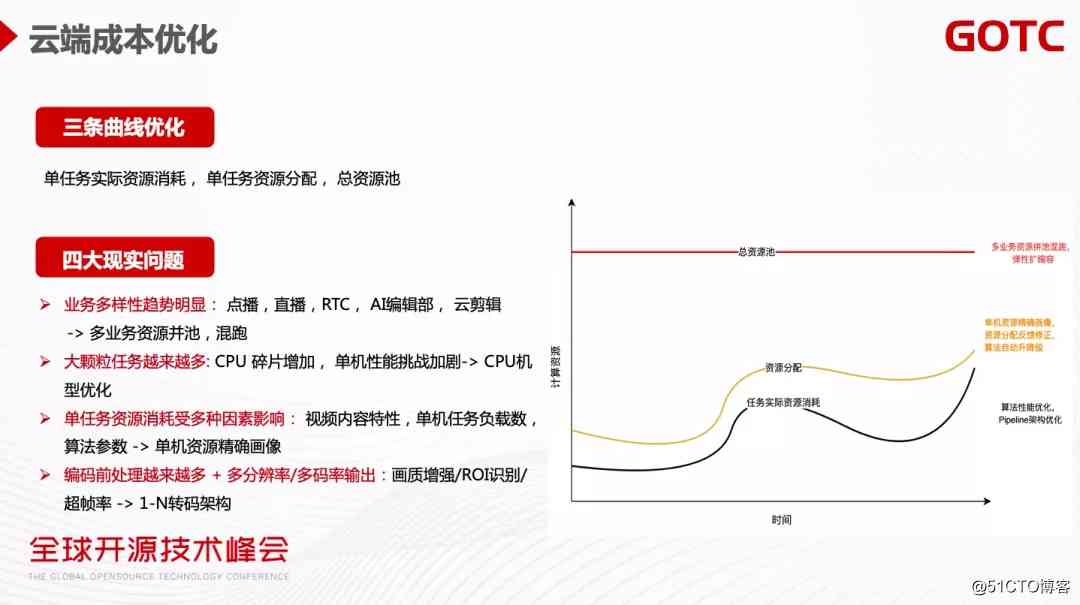 云端成本优化
GOTC
三条曲线优化
单任务实际资源消耗，单任务资源分配，总资源池
四大现实问题
业务多样性趋势明显：点播，直播，RTC，AI编辑部，云剪辑
-> 多业务资源并池，混跑
大颗粒任务越来越多: CPU 碎片增加，单机性能挑战加剧-> CPU机
型优化
单任务资源消耗受多种因素影响：视频内容特性，单机任务负载数，
算法参数 -> 单机资源精确画像
编码前处理越来越多 + 多分辨率/多码率输出：画质增强/ROI识别/
超帧率 -> 1-N转码架构
总资源池
多业务资源拼池混跑,
弹性扩缩容
单机资源精确画像,
资源分配反馈修正,
算法自动升降级
资源分配
任务实际资源消耗
算法性能优化,
Pipeline架构优化
计算资源
时间
全球开源技术峰会
THE GLOBAL OPENSOURCE TECHNOLOGY CONFERENCE
@51CTO博客